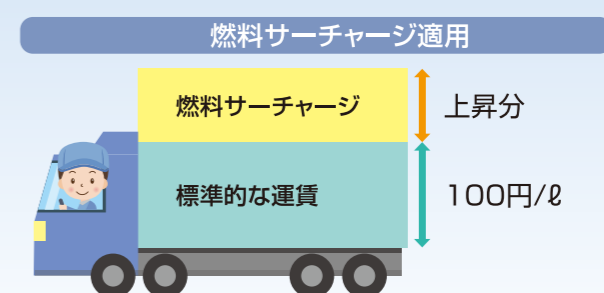 燃料サーチャージ適用
燃料サーチャージ
上昇分
標準的な運賃
100円/ℓ